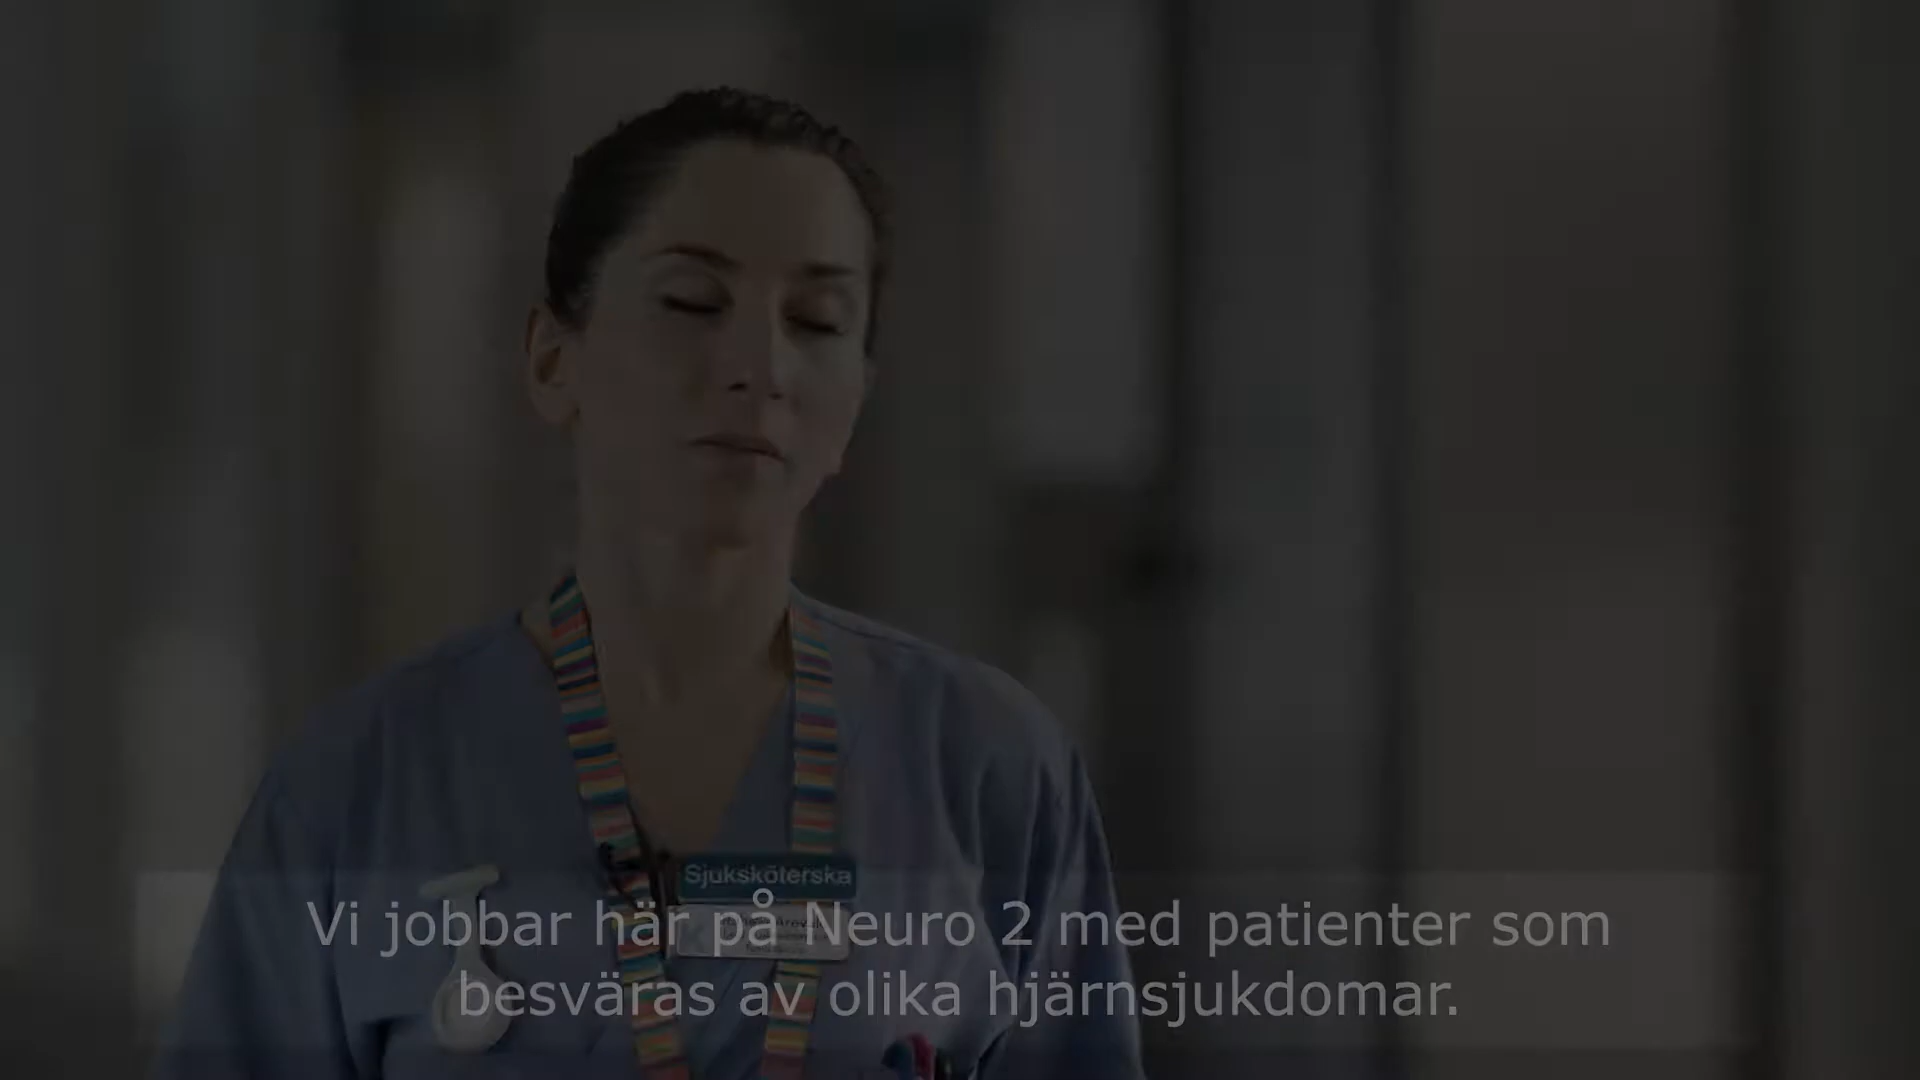 Sjuksköterska
Vi jobbar här på Neuro 2 med patienter som
besväras av olika hjärnsjukdomar.